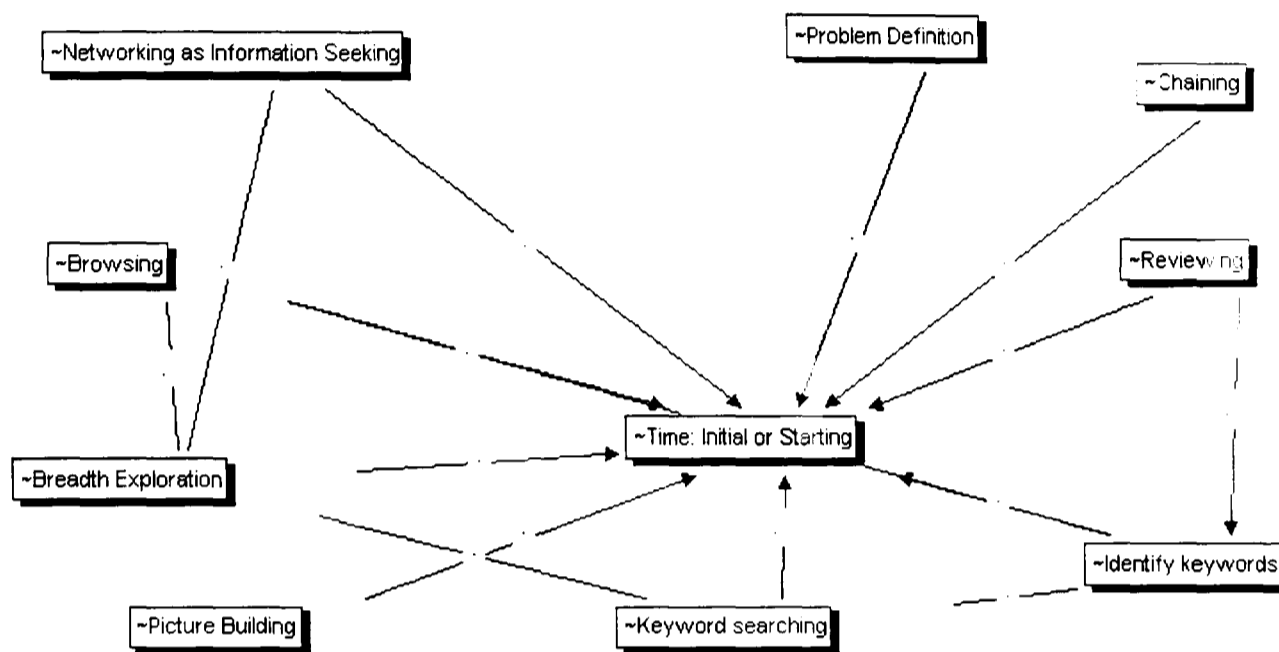 ~Networking as Information Seeking
~Problem Definition
~Chaining
~Browsing
~Reviewing
~Time: Initial or Starting
~Breadth Exploration
~Identify keywords
~Picture Building
~Keyword searching